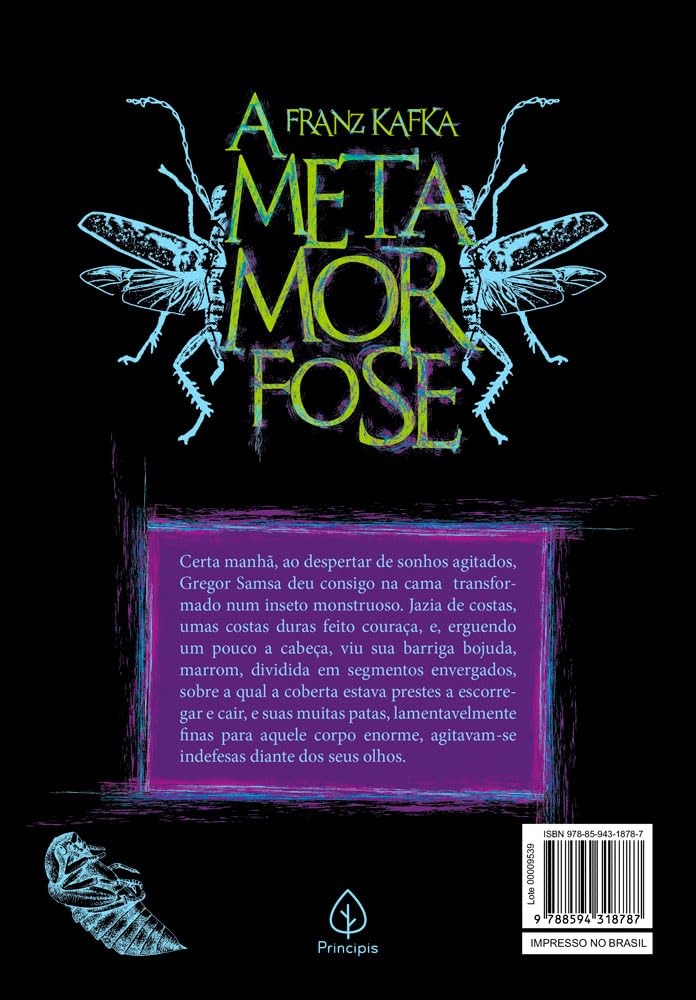 A FRANZ KAFKA
META
MOR
FOSE
Certa manhã, ao despertar de sonhos agitados,
Gregor Samsa deu consigo na cama transfor-
mado num inseto monstruoso. Jazia de costas,
umas costas duras feito couraça, e, erguendo
um pouco a cabeça, viu sua barriga bojuda,
marrom, dividida em segmentos envergados,
sobre a qual a coberta estava prestes a escorre-
gar e cair, e suas muitas patas, lamentavelmente
finas para aquele corpo enorme, agitavam-se
indefesas diante dos seus olhos.
ISBN 978-85-943-1878-7
Lote 00009539
9 788594 318787
IMPRESSO NO BRASIL
Principis